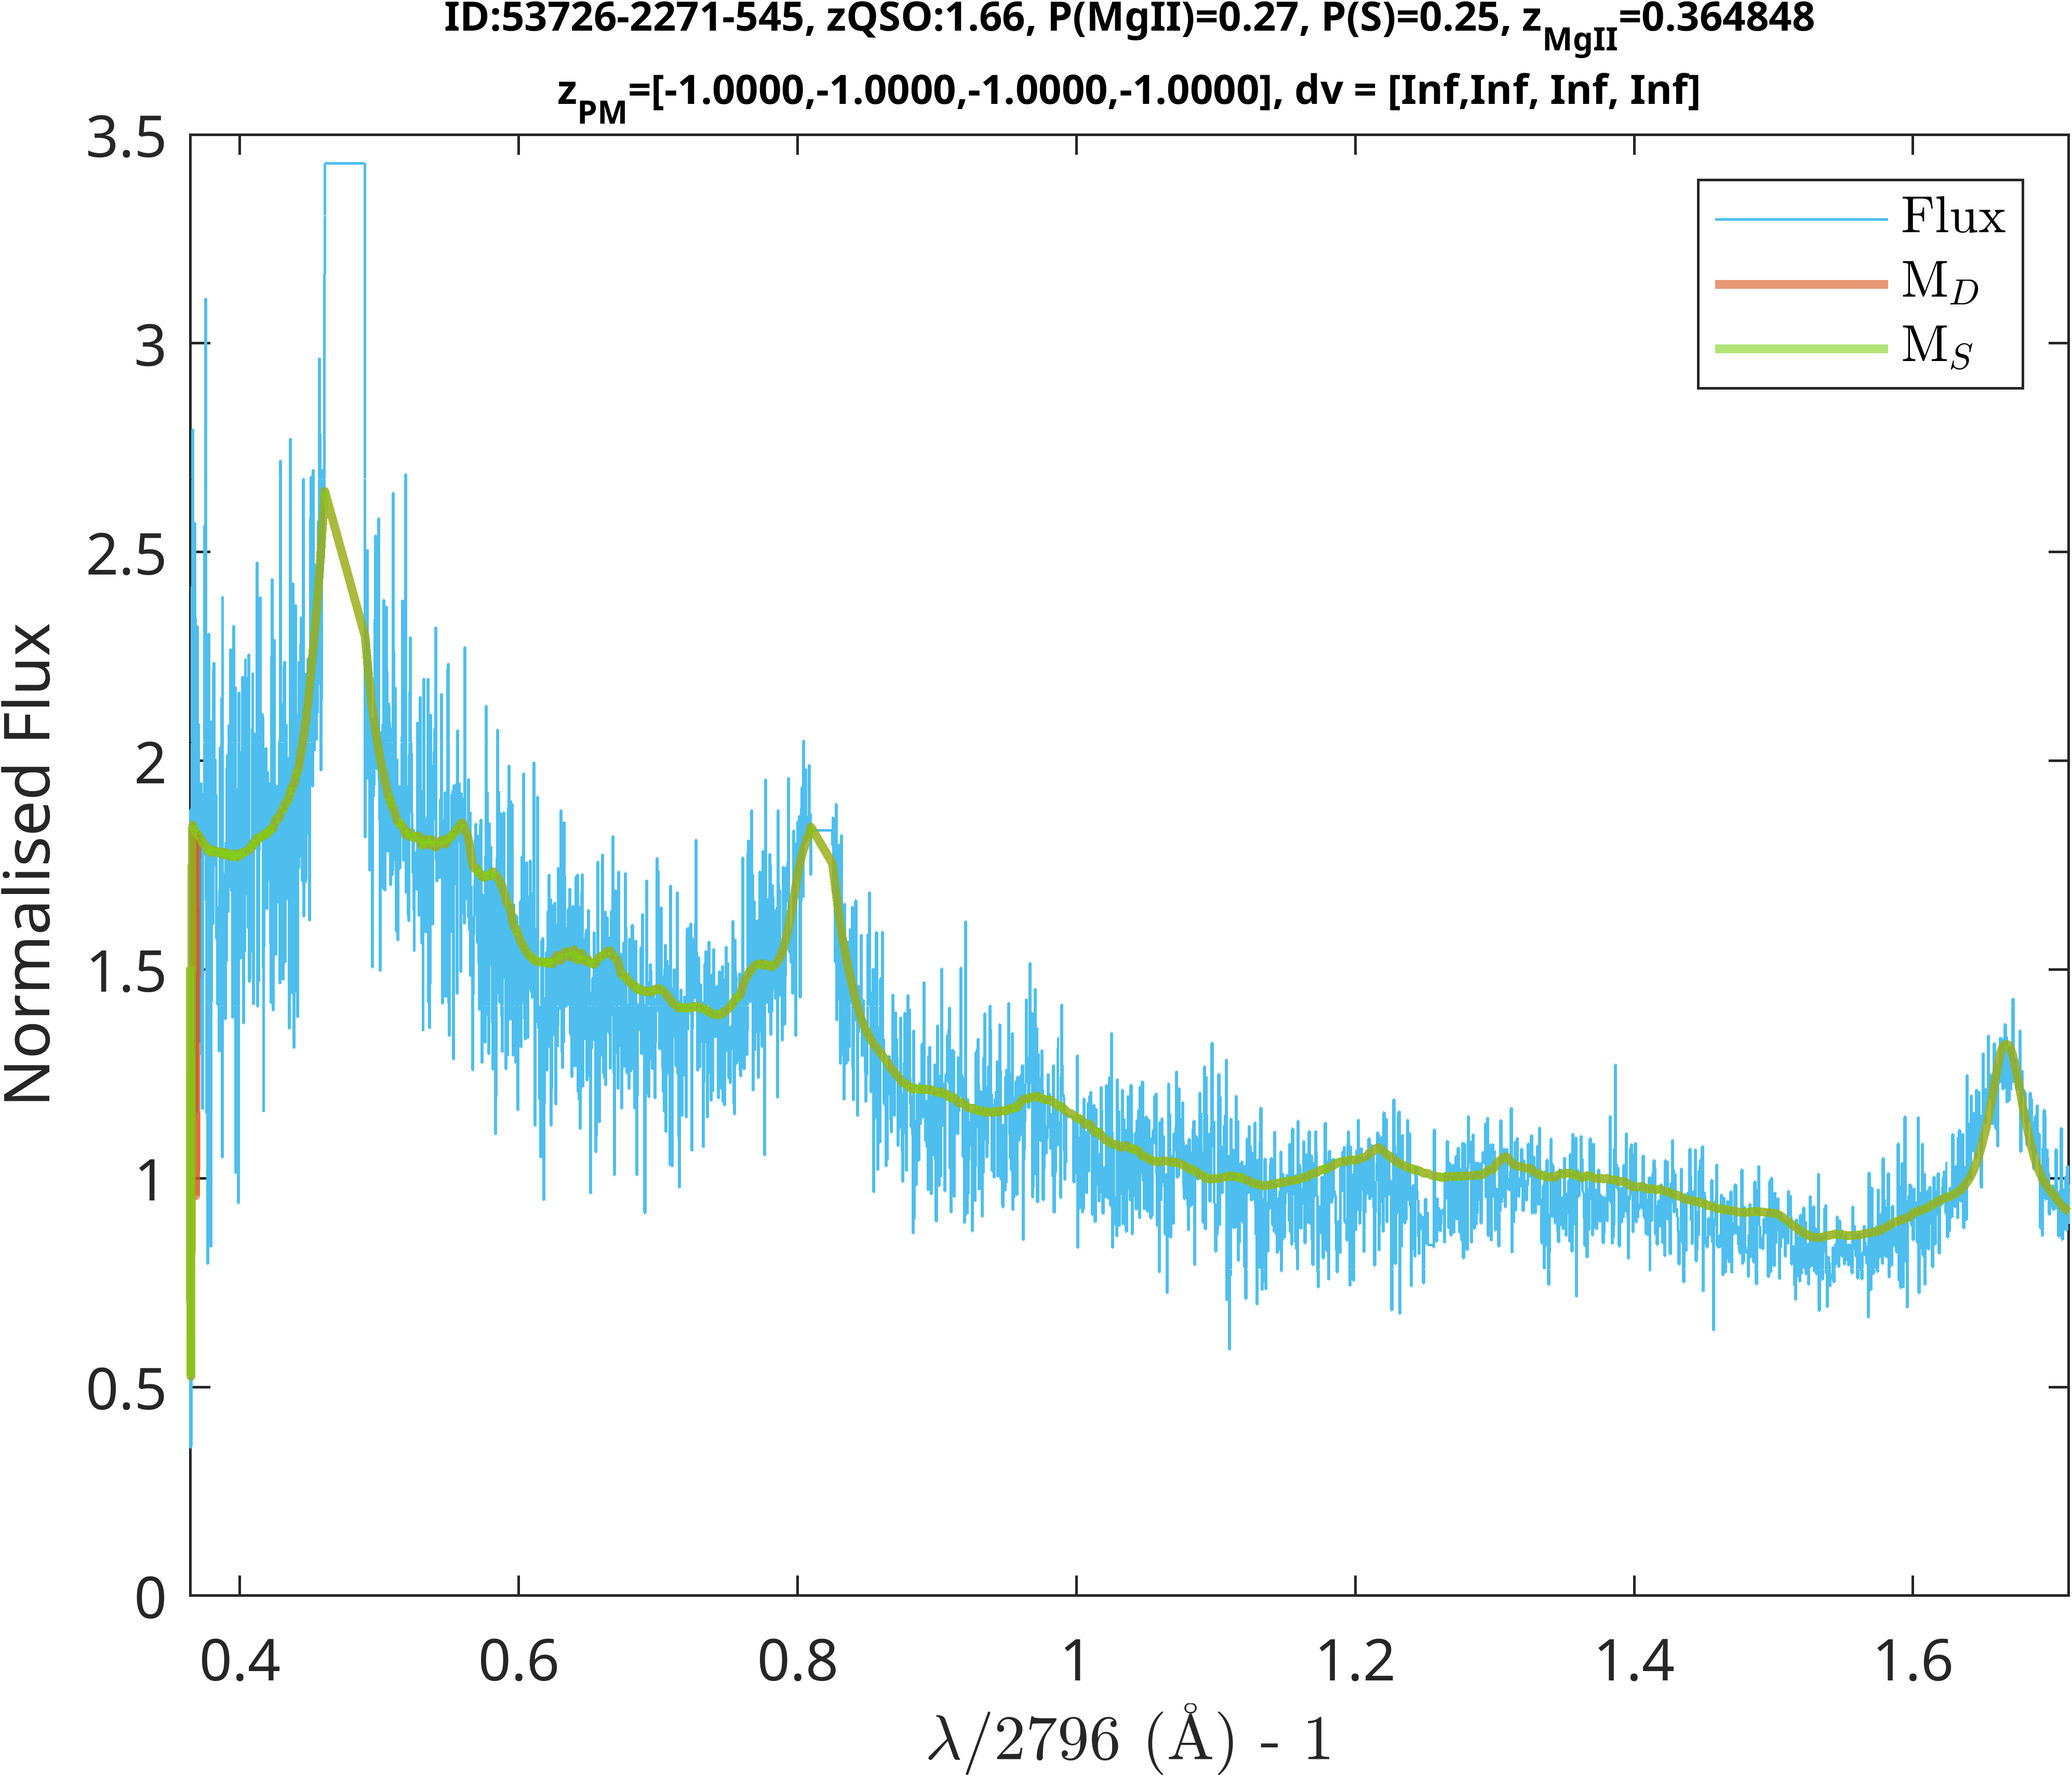 ID:53726-2271-545, zQSO:1.66, P(MgII)=0.27, P(S)=0.25, zMgII=0.364848
zPM=[-1.0000,-1.0000,-1.0000,-1.0000], dv = [Inf,Inf, Inf, Inf]
3.5
3
2.5
2
1.5
1
0.5
0
Normalised Flux
Flux
MD
MS
0.4 0.6 0.8 1 1.2 1.4 1.6
λ/2796 (Å) - 1